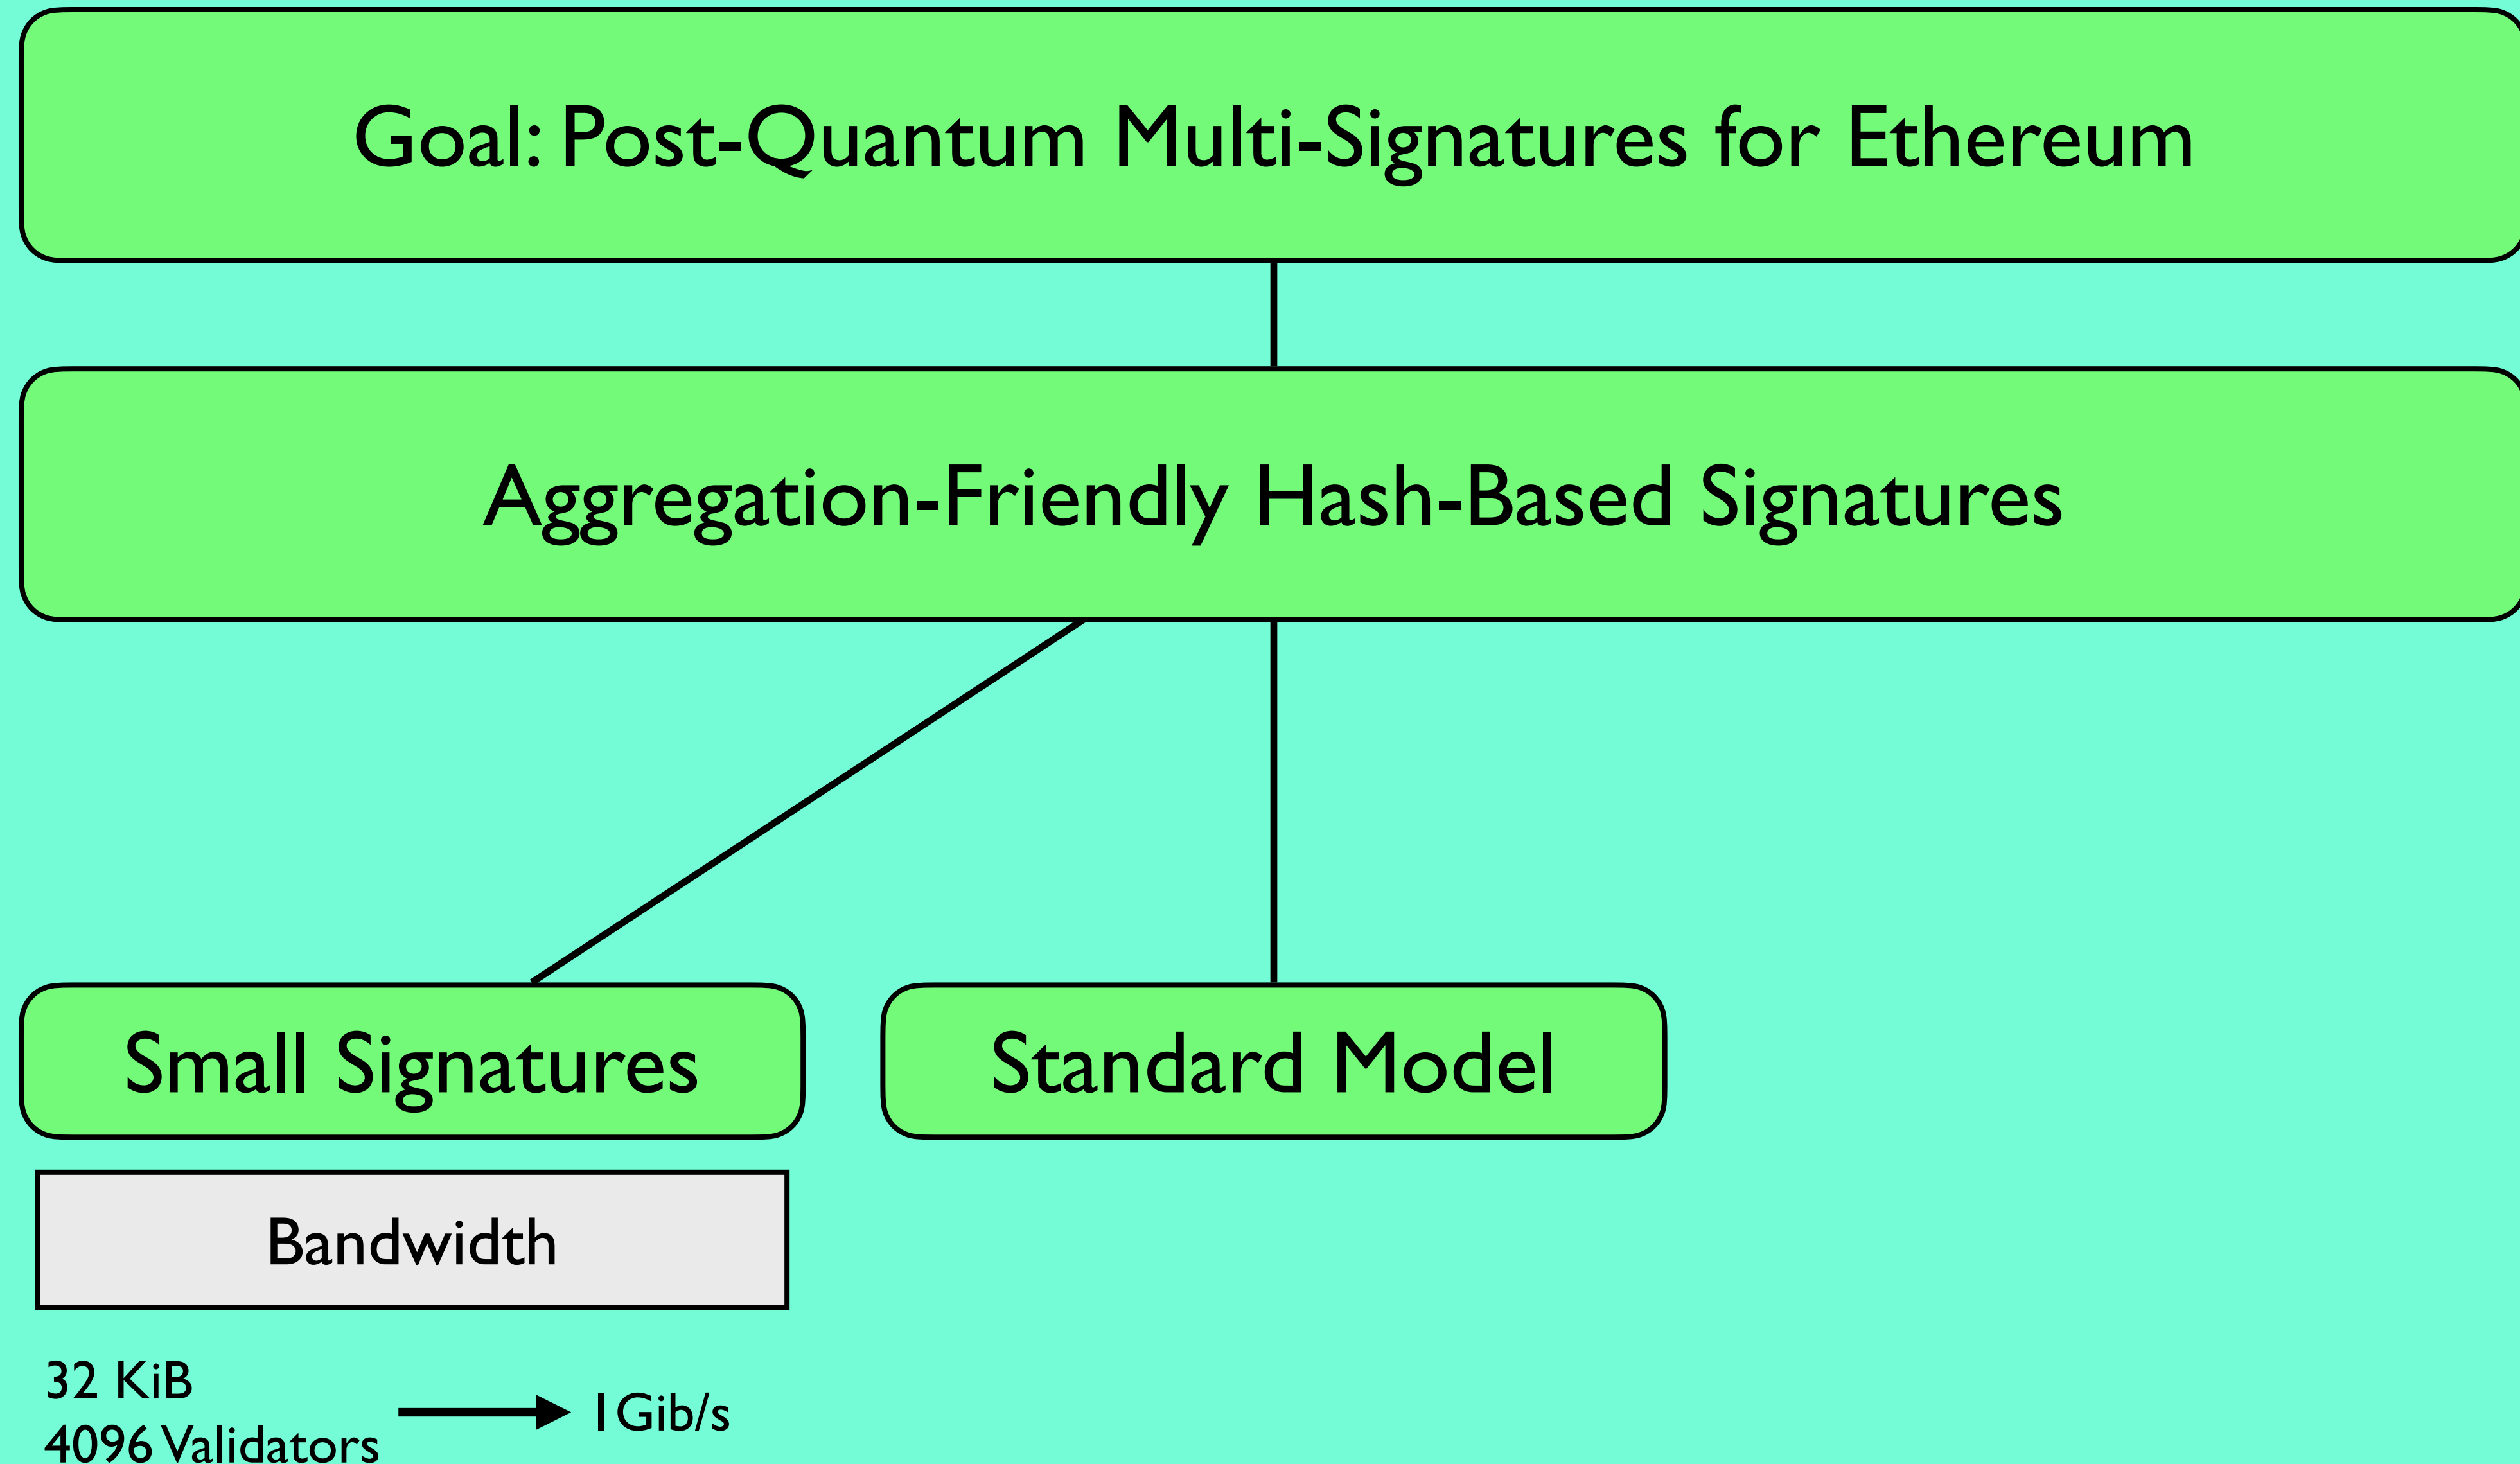 Goal: Post-Quantum Multi-Signatures for Ethereum
Aggregation-Friendly Hash-Based Signatures
Small Signatures
Standard Model
Bandwidth
32 KiB
4096 Validators
1Gib/s